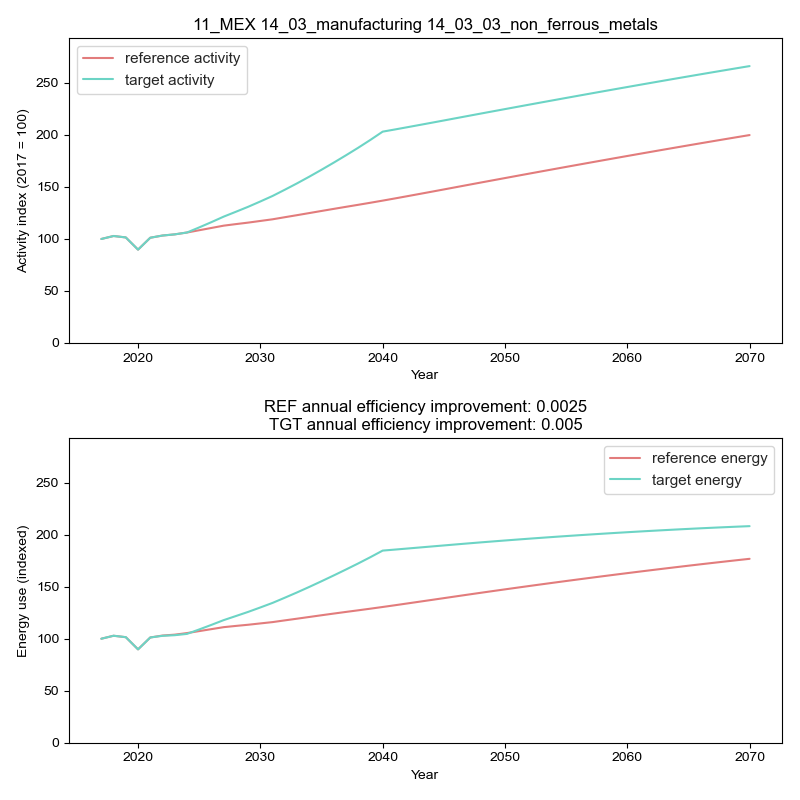 11_MEX 14_03_manufacturing 14_03_03_non_ferrous_metals
reference activity
target activity
Activity index (2017 = 100)
250
200
150
100
50
0
2020 2030 2040 2050 2060 2070
Year
REF annual efficiency improvement: 0.0025
TGT annual efficiency improvement: 0.005
reference energy
target energy
Energy use (indexed)
250
200
150
100
50
0
2020 2030 2040 2050 2060 2070
Year